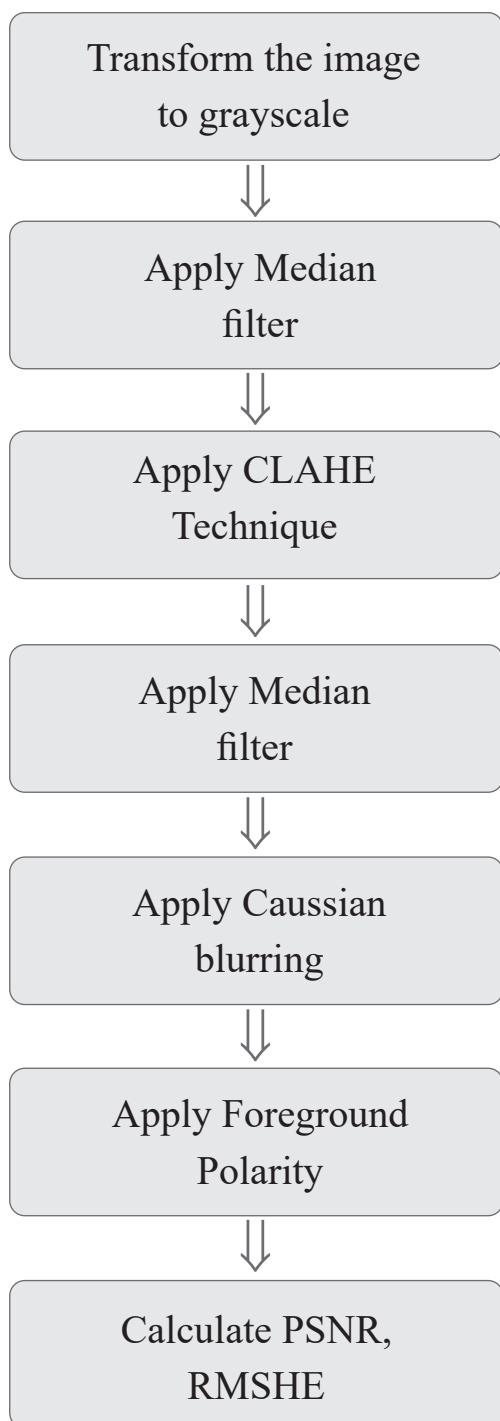 Transform the image
to grayscale
Apply Median
filter
Apply CLAHE
Technique
Apply Median
filter
Apply Caussian
blurring
Apply Foreground
Polarity
Calculate PSNR,
RMSHE